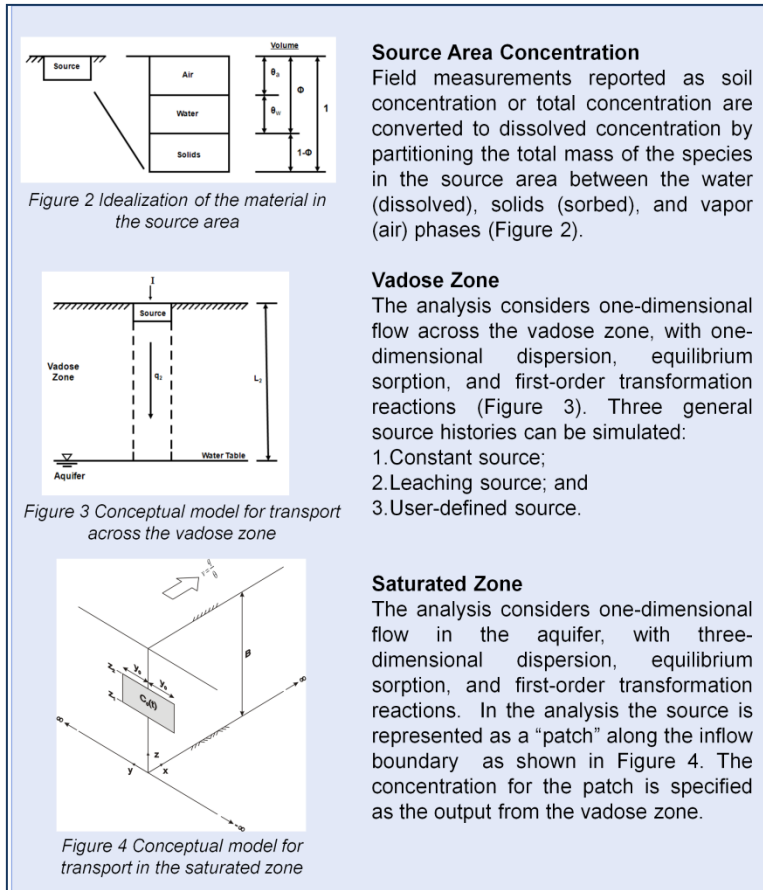 Source
Air
Water
Solids
Volume
θa
θw
Φ
1-Φ
1
Figure 2 Idealization of the material in
the source area
Source Area Concentration
Field measurements reported as soil
concentration or total concentration are
converted to dissolved concentration by
partitioning the total mass of the species
in the source area between the water
(dissolved), solids (sorbed), and vapor
(air) phases (Figure 2).
I
Source
Vadose
Zone
q2
L2
Water Table
Aquifer
Figure 3 Conceptual model for transport
across the vadose zone
Vadose Zone
The analysis considers one-dimensional
flow across the vadose zone, with one-
dimensional dispersion, equilibrium
sorption, and first-order transformation
reactions (Figure 3). Three general
source histories can be simulated:
1.Constant source;
2.Leaching source; and
3.User-defined source.
B
z2
z1
C0(t)
∞
∞
z
y
x
-∞
Figure 4 Conceptual model for
transport in the saturated zone
Saturated Zone
The analysis considers one-dimensional
flow in the aquifer, with three-
dimensional dispersion, equilibrium
sorption, and first-order transformation
reactions. In the analysis the source is
represented as a “patch” along the inflow
boundary as shown in Figure 4. The
concentration for the patch is specified
as the output from the vadose zone.